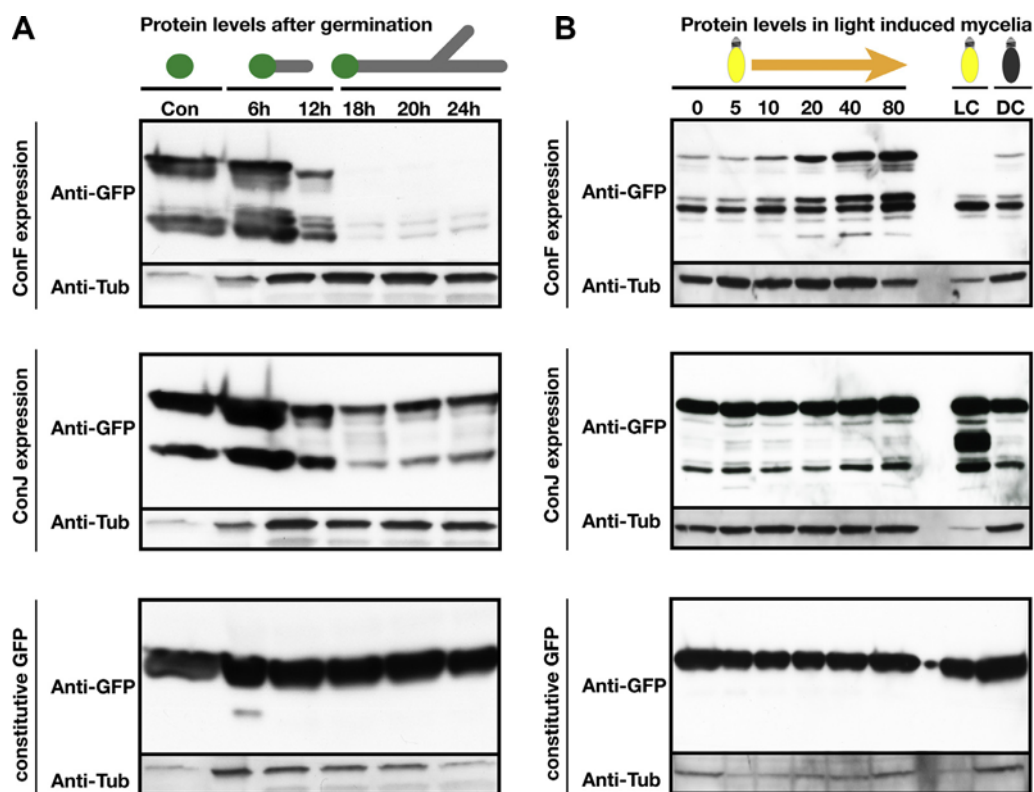 A
Protein levels after germination
Con 6h 12h 18h 20h 24h
ConF expression
Anti-GFP
Anti-Tub
ConJ expression
Anti-GFP
Anti-Tub
constitutive GFP
Anti-GFP
Anti-Tub
B
Protein levels in light induced mycelia
0 5 10 20 40 80 LC DC
ConF expression
Anti-GFP
Anti-Tub
ConJ expression
Anti-GFP
Anti-Tub
constitutive GFP
Anti-GFP
Anti-Tub